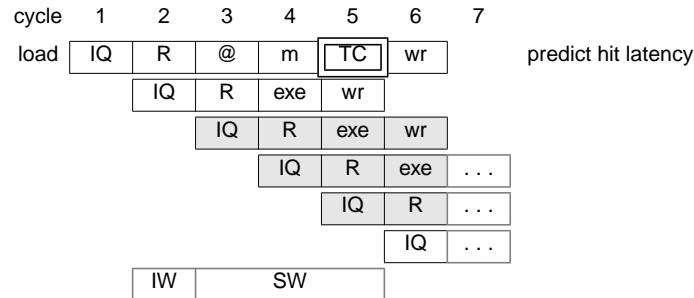 cycle 1 2 3 4 5 6 7
load IQ R @ m TC wr predict hit latency
IQ R exe wr
IQ R exe wr
IQ R exe . . .
IQ R . . .
IQ . . .
IW SW